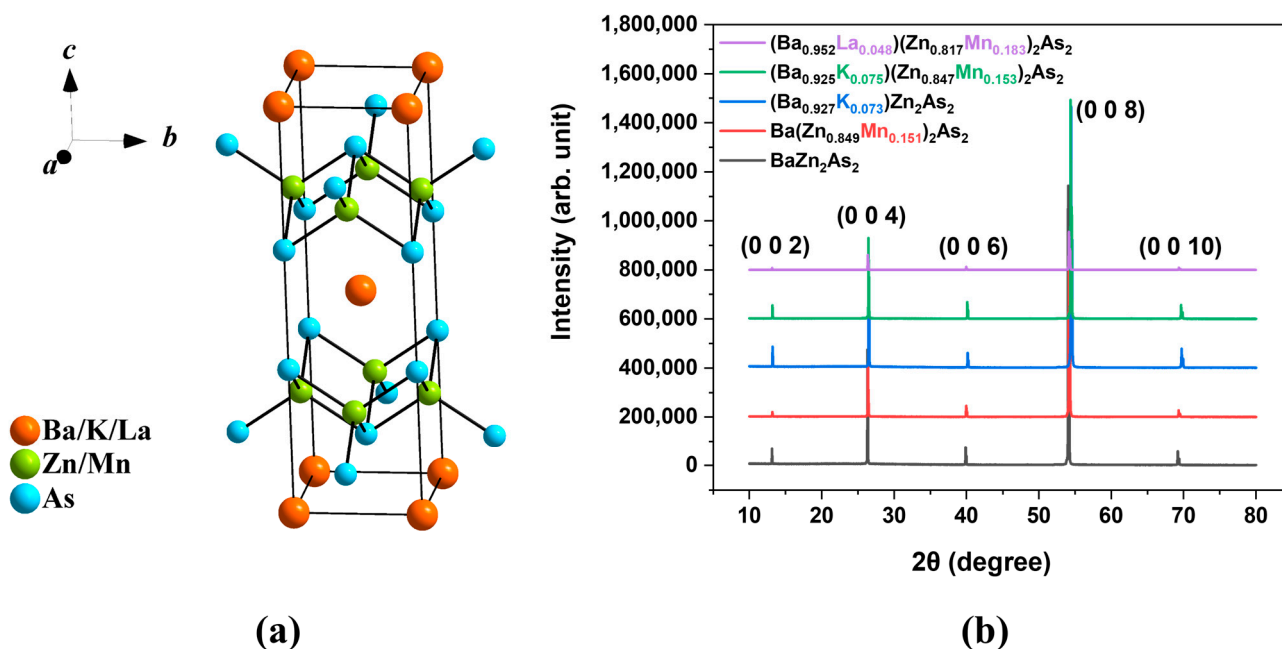 c
b
a
Ba/K/La
Zn/Mn
As
(a)
Intensity (arb. unit)
1,800,000
1,600,000
1,400,000
1,200,000
1,000,000
800,000
600,000
400,000
200,000
0
(Ba0.952La0.048)(Zn0.817Mn0.183)2As2
(Ba0.925K0.075)(Zn0.847Mn0.153)2As2
(Ba0.927K0.073)Zn2As2
Ba(Zn0.849Mn0.151)2As2
BaZn2As2
(0 0 2)
(0 0 4)
(0 0 6)
(0 0 8)
(0 0 10)
10 20 30 40 50 60 70 80
2θ (degree)
(b)